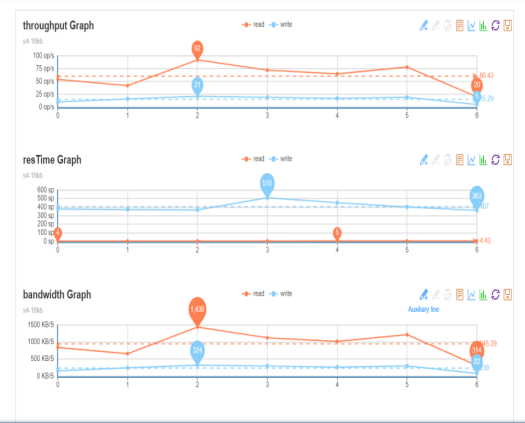 throughput Graph
read write
s4-16kb
100 op/s
75 op/s
50 op/s
25 op/s
0 op/s
92
21
20
60.43
0 1 2 3 4 5 6
resTime Graph
read write
s4-16kb
600 sp
500 sp
400 sp
300 sp
200 sp
100 sp
0 sp
510
363
4
5
4.43
0 1 2 3 4 5 6
bandwidth Graph
read write
s4-16kb
Auxiliary line
1500 KB/S
1000 KB/S
500 KB/S
0 KB/S
1,439
324
314
945.29
0 1 2 3 4 5 6